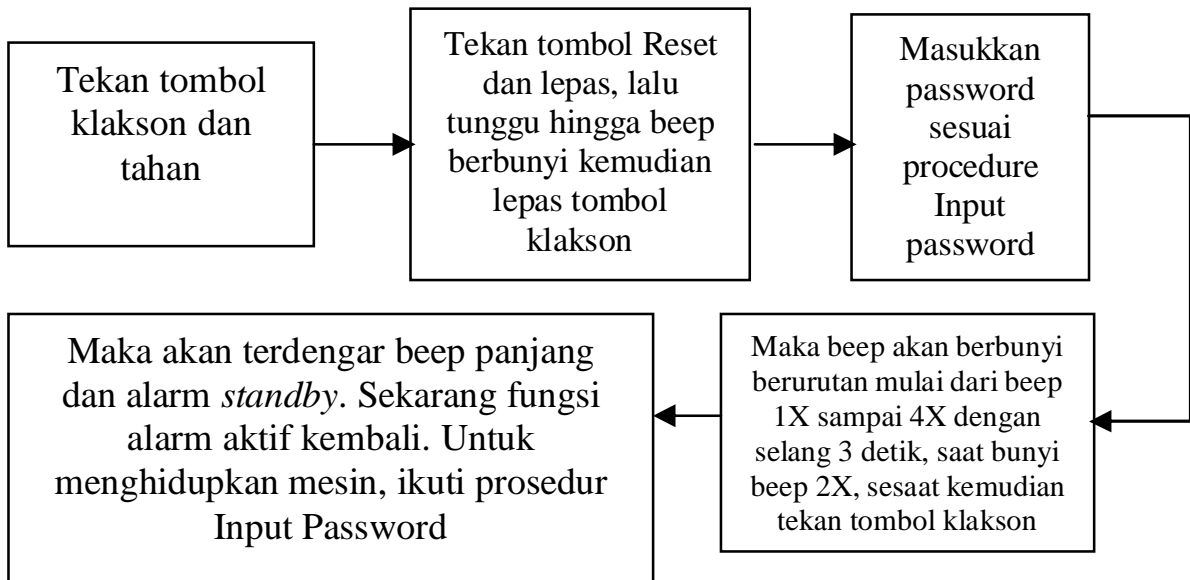 Tekan tombol
klakson dan
tahan
Tekan tombol Reset
dan lepas, lalu
tunggu hingga beep
berbunyi kemudian
lepas tombol
klakson
Masukkan
password
sesuai
procedure
Input
password
Maka beep akan berbunyi
berurutan mulai dari beep
1X sampai 4X dengan
selang 3 detik, saat bunyi
beep 2X, sesaat kemudian
tekan tombol klakson
Maka akan terdengar beep panjang
dan alarm standby. Sekarang fungsi
alarm aktif kembali. Untuk
menghidupkan mesin, ikuti prosedur
Input Password